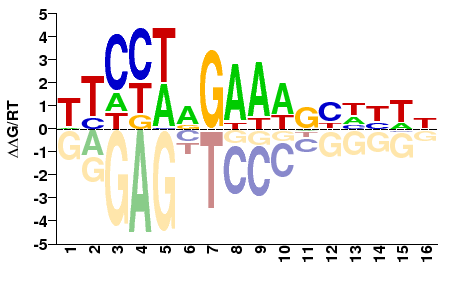 ΔΔG/RT
5
4
3
2
1
0
-1
-2
-3
-4
-5
T T C C T A G A A A G C T T T T
C A T A T T T T A C A
T G C
G A G A G C T G G G C G G G G G
G T C C C
1 2 3 4 5 6 7 8 9 10 11 12 13 14 15 16